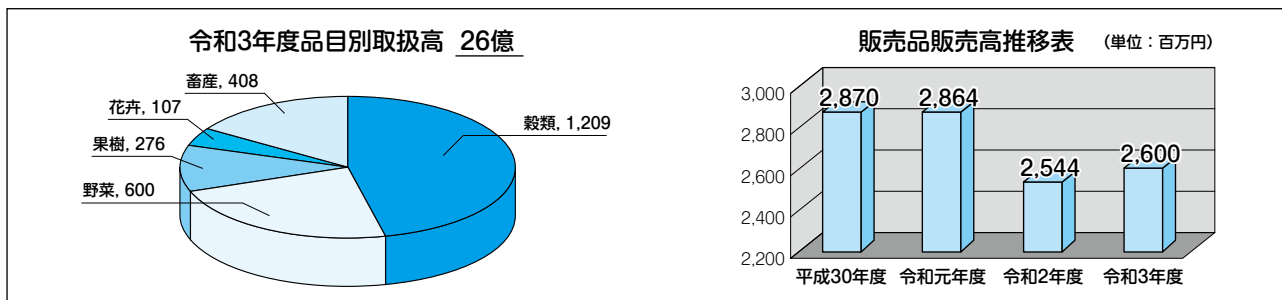 令和3年度品目別取扱高 26億
畜産, 408
花卉, 107
果樹, 276
野菜, 600
穀類, 1,209
販売品販売高推移表 (単位：百万円)
3,000
2,800
2,600
2,400
2,200
2,870
2,864
2,544
2,600
平成30年度 令和元年度 令和2年度 令和3年度